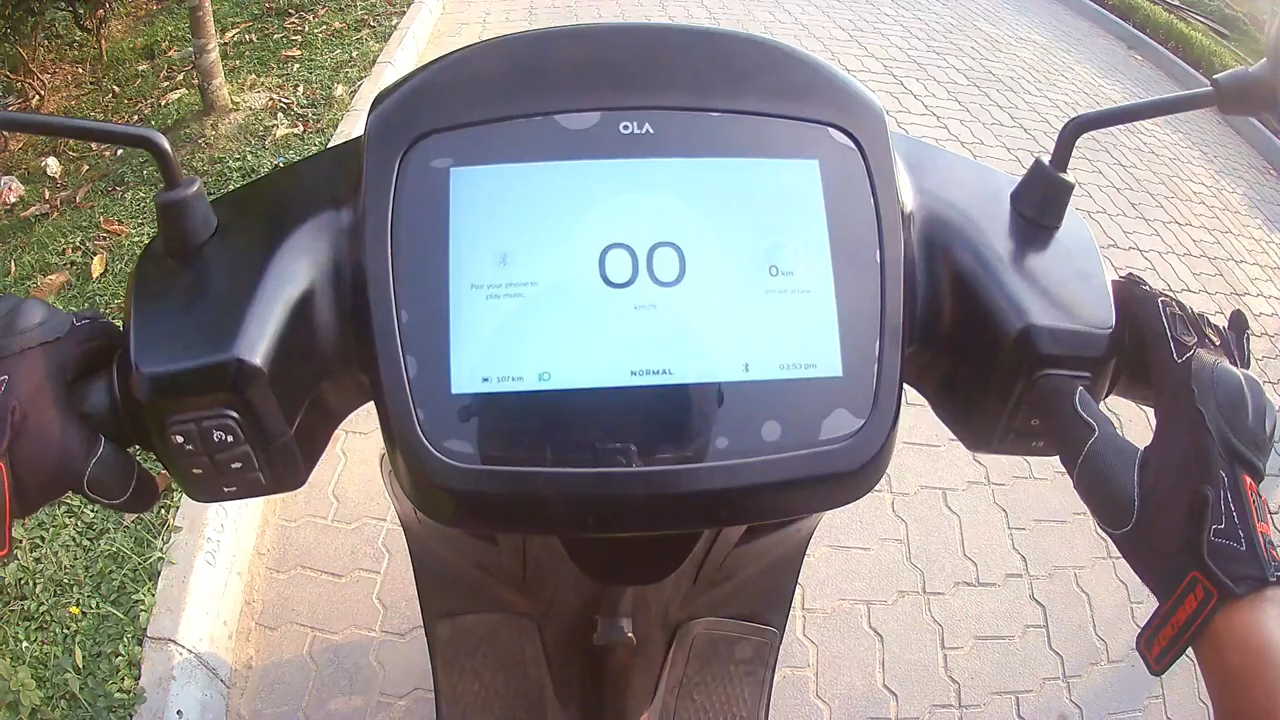 OLA
00
km/h
Pair your phone to
play music.
0 km
107 km
NORMAL
03:53 pm